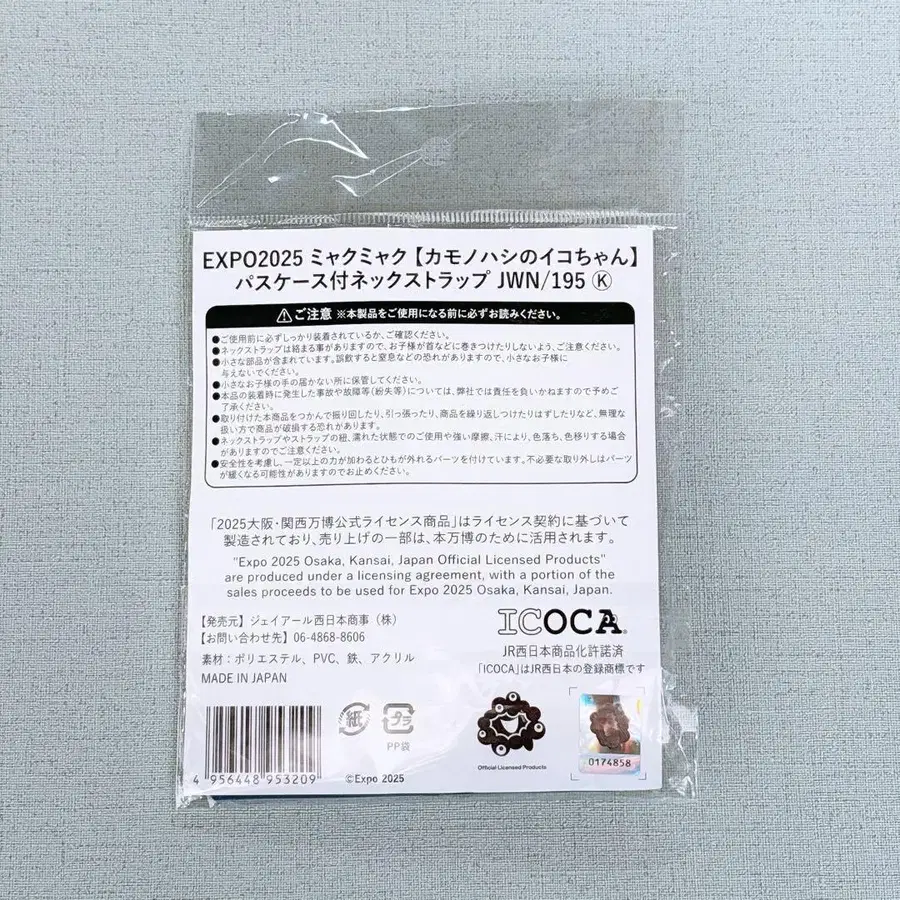 EXPO2025 ミャクミャク【カモノハシのイコちゃん】
パスケース付ネックストラップ JWN/195 Ⓚ
ご注意 ※本製品をご使用になる前に必ずお読みください。
●ご使用前に必ずしっかり装着されているか、ご確認ください。
●ネックストラップは絡まる事がありますので、お子様が首などに巻きつけたりしないよう、ご注意ください。
●小さな部品が含まれています。誤飲すると窒息などの恐れがありますので、小さなお子様に
与えないでください。
●小さなお子様の手の届かない所に保管してください。
●本品の装着時に発生した事故や故障等(紛失等)については、弊社では責任を負いかねますので予めご
了承ください。
●取り付けた本商品をつかんで振り回したり、引っ張ったり、商品を繰り返しつけたりはずしたりなど、無理な
扱い方で商品が破損する恐れがあります。
●ネックストラップやストラップの紐、濡れた状態でのご使用や強い摩擦、汗により、色落ち、色移りする場合
がありますのでご注意ください。
●安全性を考慮し、一定以上の力が加わるとひもが外れるパーツを付けています。不必要な取り外しはパーツ
が緩くなる可能性がありますのでお止めください。
「2025大阪・関西万博公式ライセンス商品」はライセンス契約に基づいて
製造されており、売り上げの一部は、本万博のために活用されます。
"Expo 2025 Osaka, Kansai, Japan Official Licensed Products"
are produced under a licensing agreement, with a portion of the
sales proceeds to be used for Expo 2025 Osaka, Kansai, Japan.
【発売元】ジェイアール西日本商事（株）
【お問い合わせ先】06-4868-8606
素材：ポリエステル、PVC、鉄、アクリル
MADE IN JAPAN
ICOCA
JR西日本商品化許諾済
「ICOCA」はJR西日本の登録商標です
紙
プラ
PP袋
4 956448 953209
©Expo 2025
Official Licensed Products
0174858